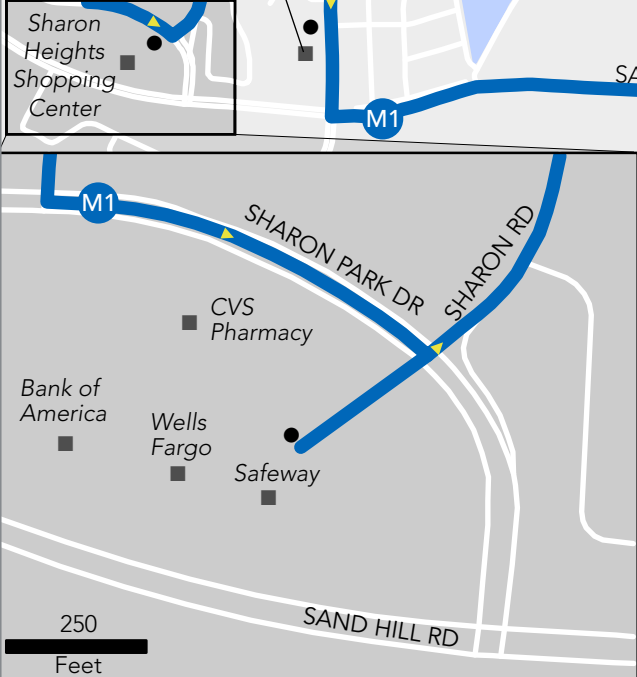 Sharon
Heights
Shopping
Center
SA
M1
M1
SHARON PARK DR
SHARON RD
CVS
Pharmacy
Bank of
America
Wells
Fargo
Safeway
SAND HILL RD
250
Feet